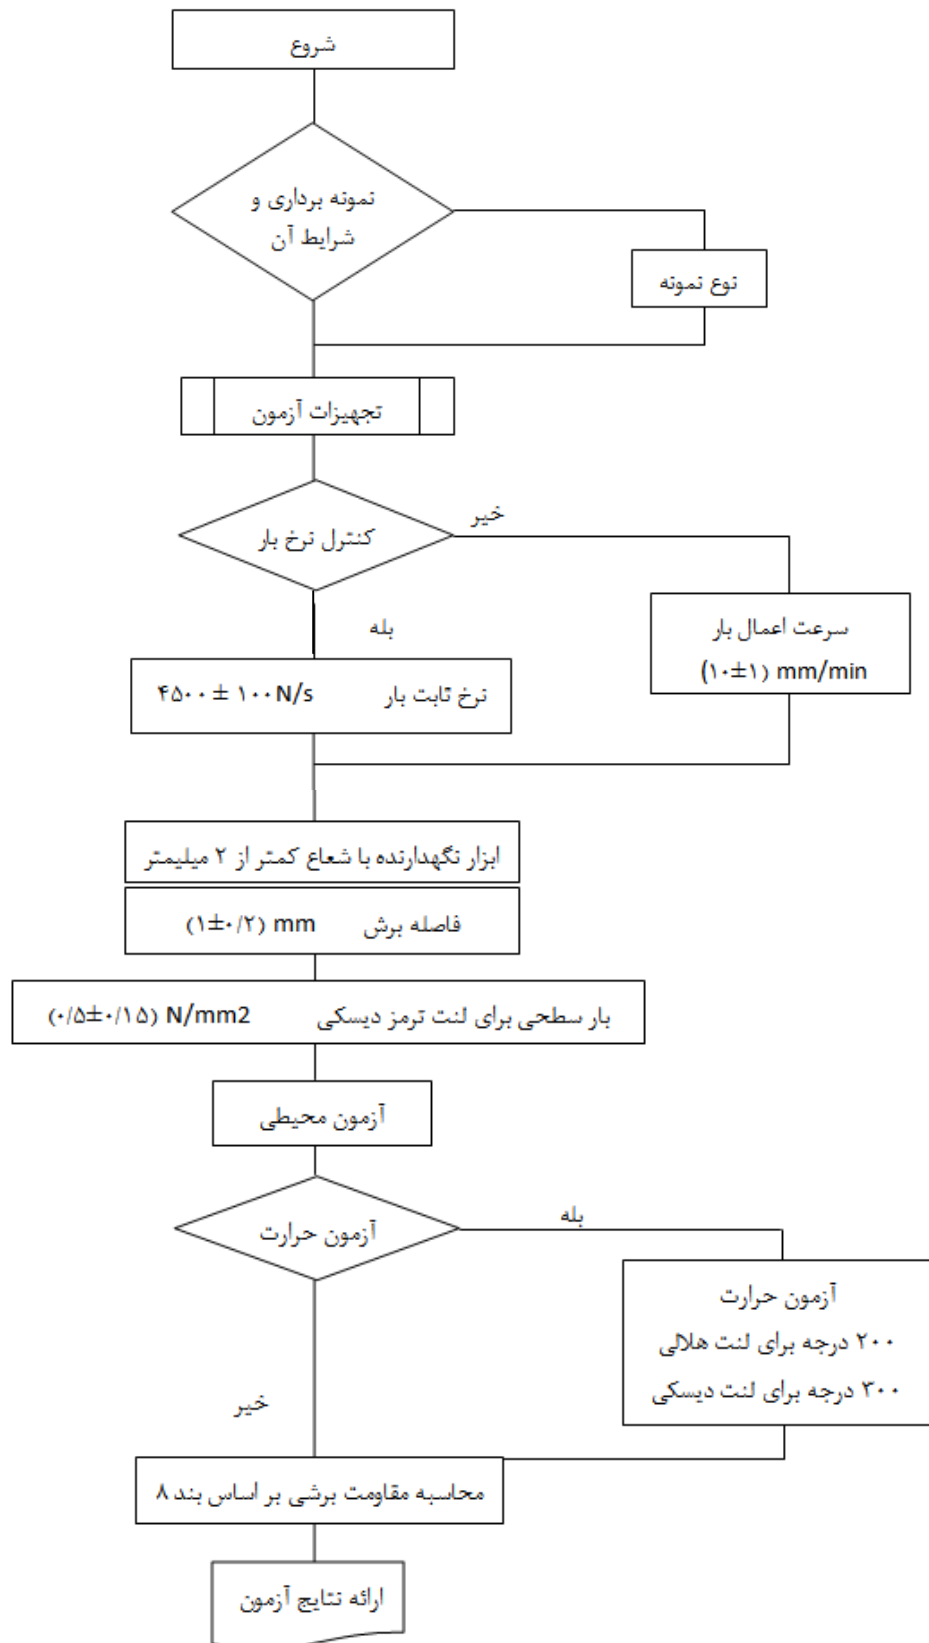 شروع
نمونه برداری و
شرایط آن
نوع نمونه
تجهیزات آزمون
کنترل نرخ بار
خیر
بله
سرعت اعمال بار
(۱۰±۱) mm/min
نرخ ثابت بار ۴۵۰۰ ± ۱۰۰ N/s
ابزار نگهدارنده با شعاع کمتر از ۲ میلیمتر
فاصله برش (۱±۰/۲) mm
بار سطحی برای لنت ترمز دیسکی (۰/۵±۰/۱۵) N/mm2
آزمون محیطی
آزمون حرارت
بله
آزمون حرارت
۲۰۰ درجه برای لنت هلالی
۳۰۰ درجه برای لنت دیسکی
خیر
محاسبه مقاومت برشی بر اساس بند ۸
ارائه نتایج آزمون